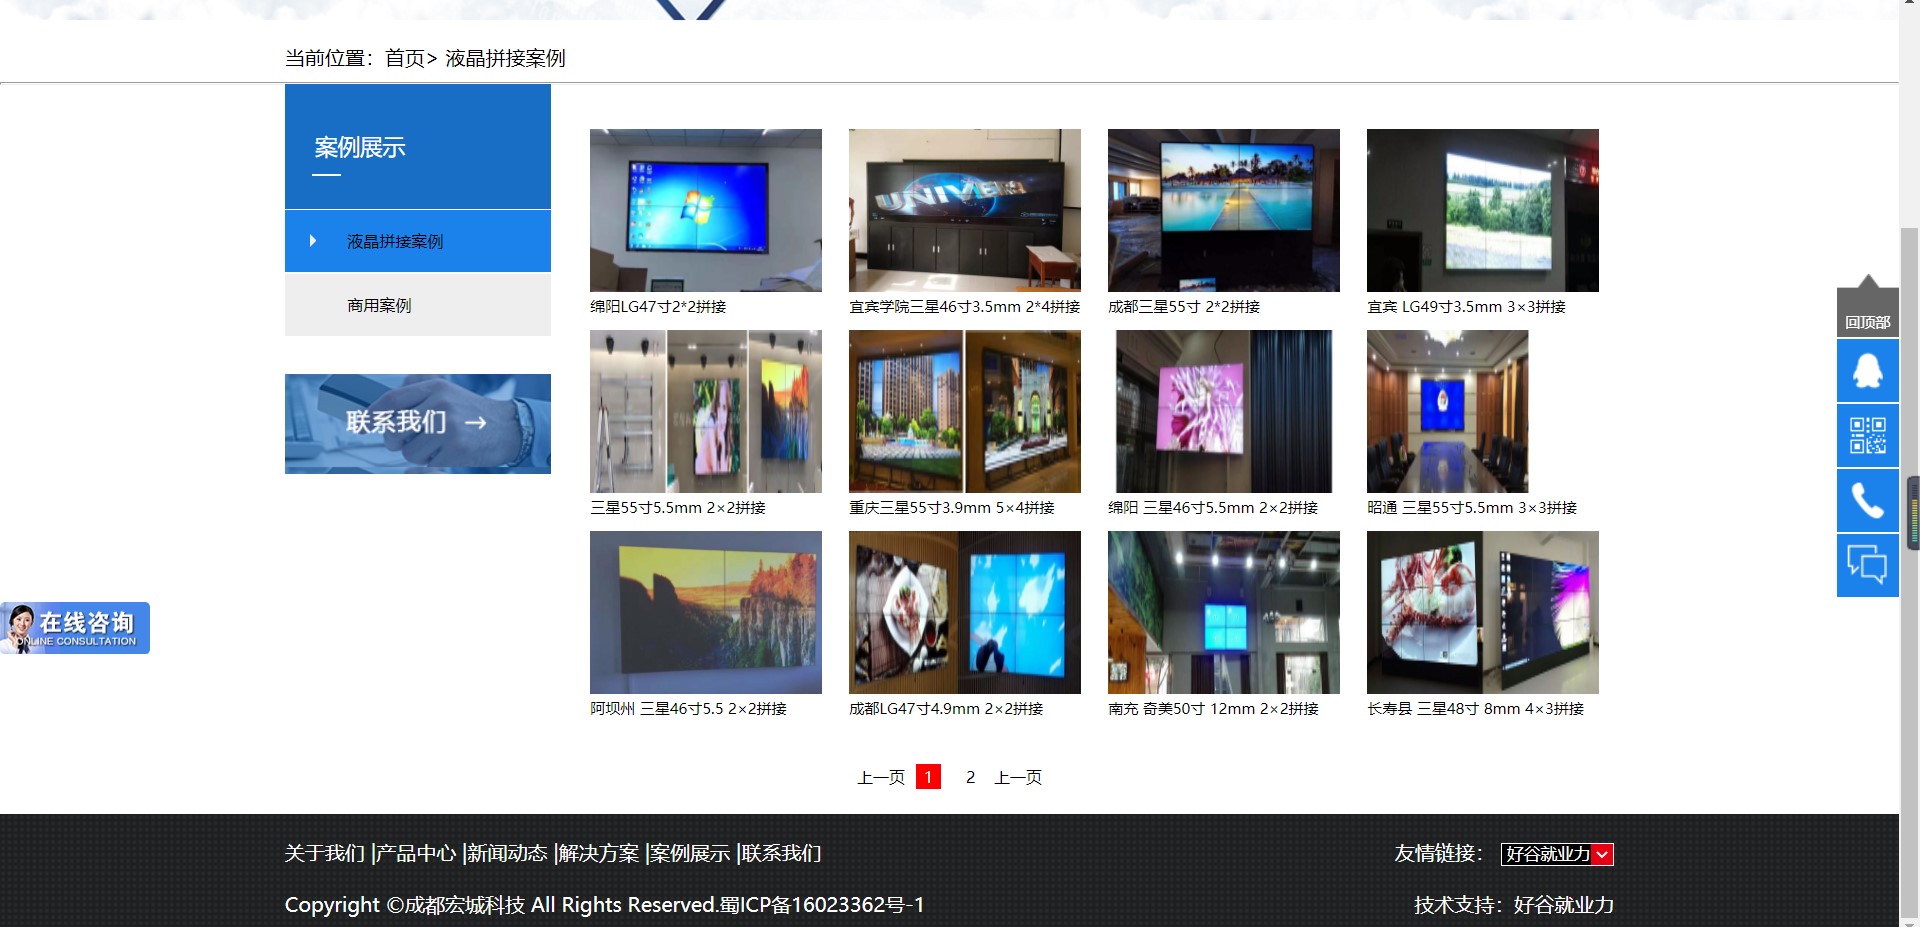 当前位置：首页> 液晶拼接案例
案例展示
液晶拼接案例
商用案例
联系我们 →
绵阳LG47寸2*2拼接
宜宾学院三星46寸3.5mm 2*4拼接
成都三星55寸 2*2拼接
宜宾 LG49寸3.5mm 3×3拼接
三星55寸5.5mm 2×2拼接
重庆三星55寸3.9mm 5×4拼接
绵阳 三星46寸5.5mm 2×2拼接
昭通 三星55寸5.5mm 3×3拼接
阿坝州 三星46寸5.5 2×2拼接
成都LG47寸4.9mm 2×2拼接
南充 奇美50寸 12mm 2×2拼接
长寿县 三星48寸 8mm 4×3拼接
上一页 1 2 上一页
回顶部
在线咨询
ONLINE CONSULTATION
关于我们 |产品中心 |新闻动态 |解决方案 |案例展示 |联系我们
友情链接： 好谷就业力
Copyright ©成都宏城科技 All Rights Reserved.蜀ICP备16023362号-1
技术支持：好谷就业力